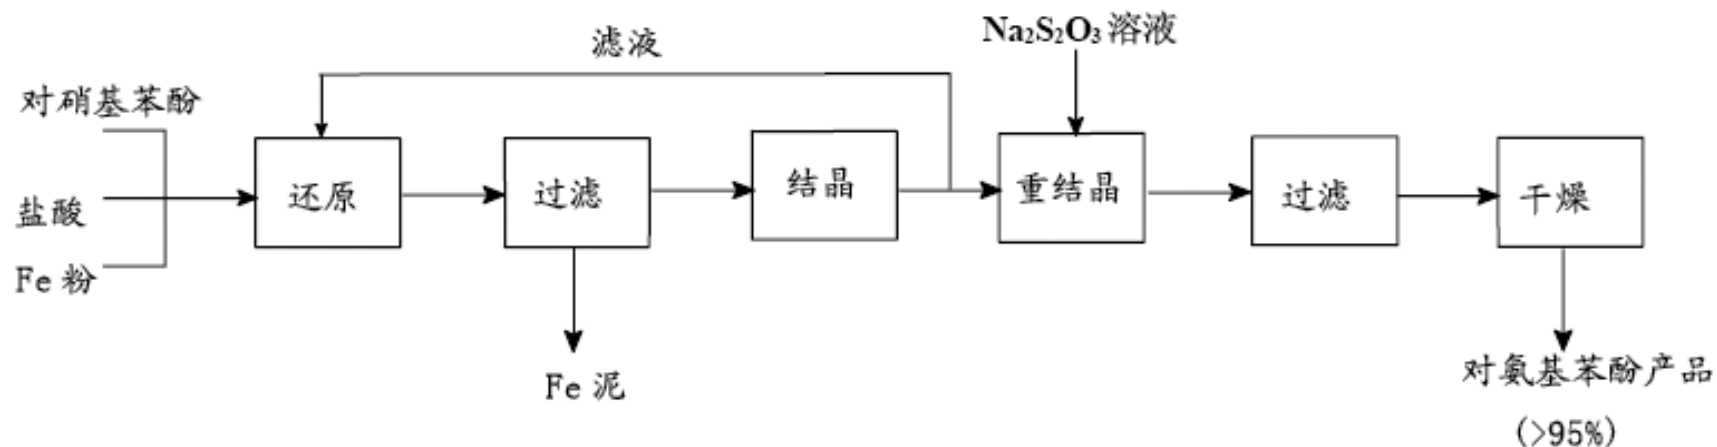 Na₂S₂O₃ 溶液
滤液
对硝基苯酚
盐酸
Fe 粉
还原
过滤
结晶
重结晶
过滤
干燥
Fe 泥
对氨基苯酚产品
(>95%)